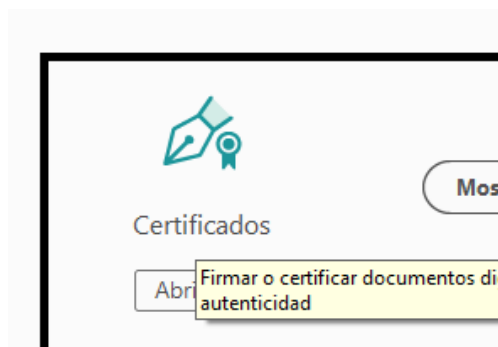 Mos
Certificados
Abri
Firmar o certificar documentos di
autenticidad